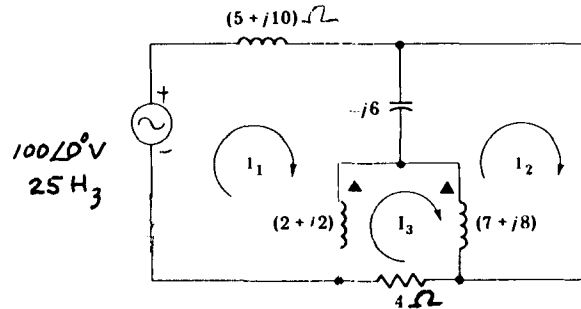 (5 + j10) Ω
+
-j6
100∠0° V
-
25 Hz
I₁
I₂
(2 + j2)
I₃
(7 + j8)
4 Ω